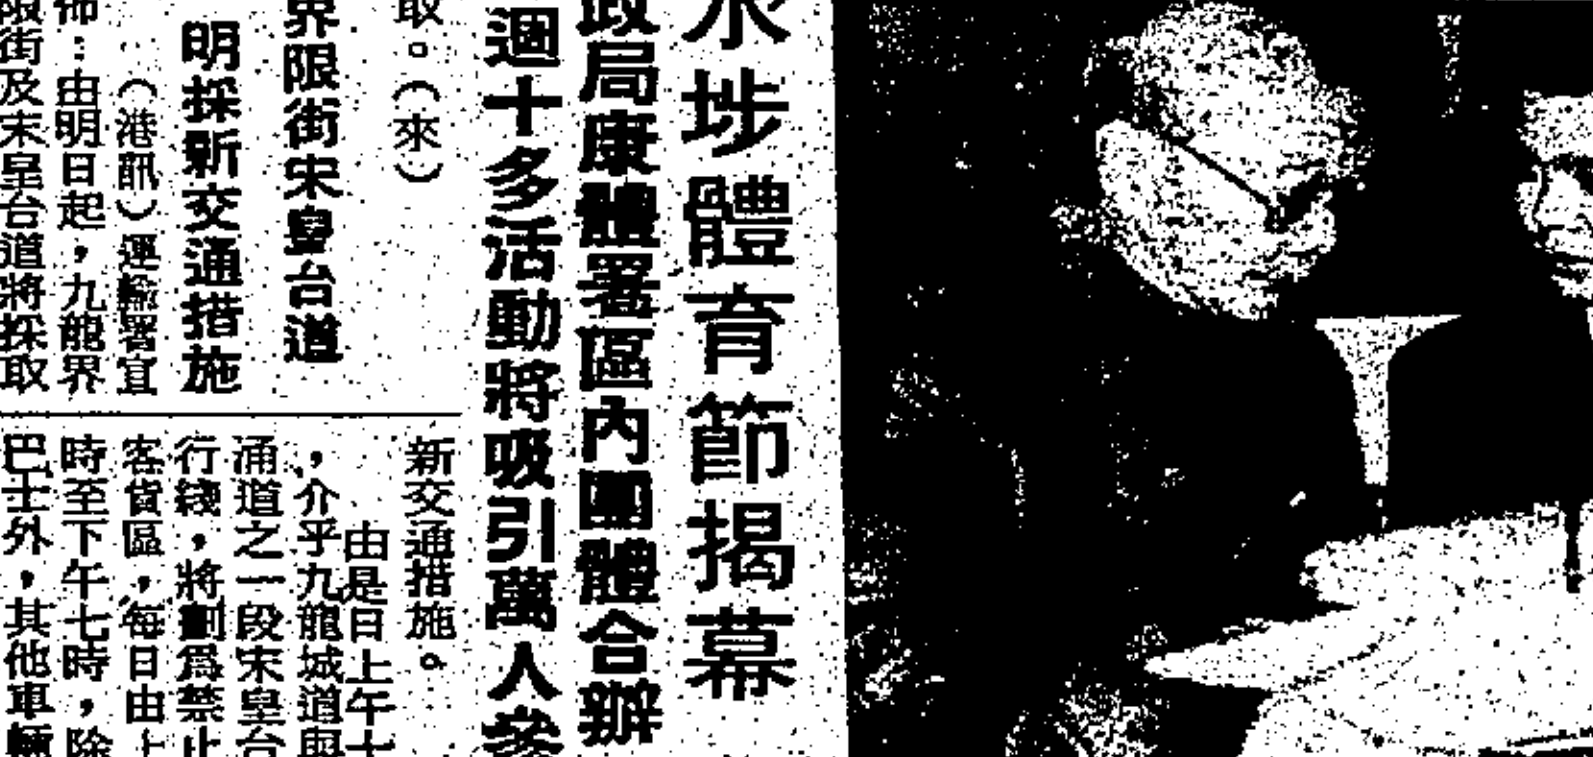 水埗體育節揭幕
政局康體署區內團體合辦
週十多活動將吸引萬人參
取。（來）
界限街宋皇台道
明採新交通措施
（港訊）運輸署宣
佈：由明日起，九龍界
限街及宋皇台道將採取
新交通措施。
由是日上午十
，介乎九龍城道與
涌道之一段宋皇台
行綫，將劃爲禁止
客貨區，每日由上
時至下午七時，除
巴士外，其他車輛